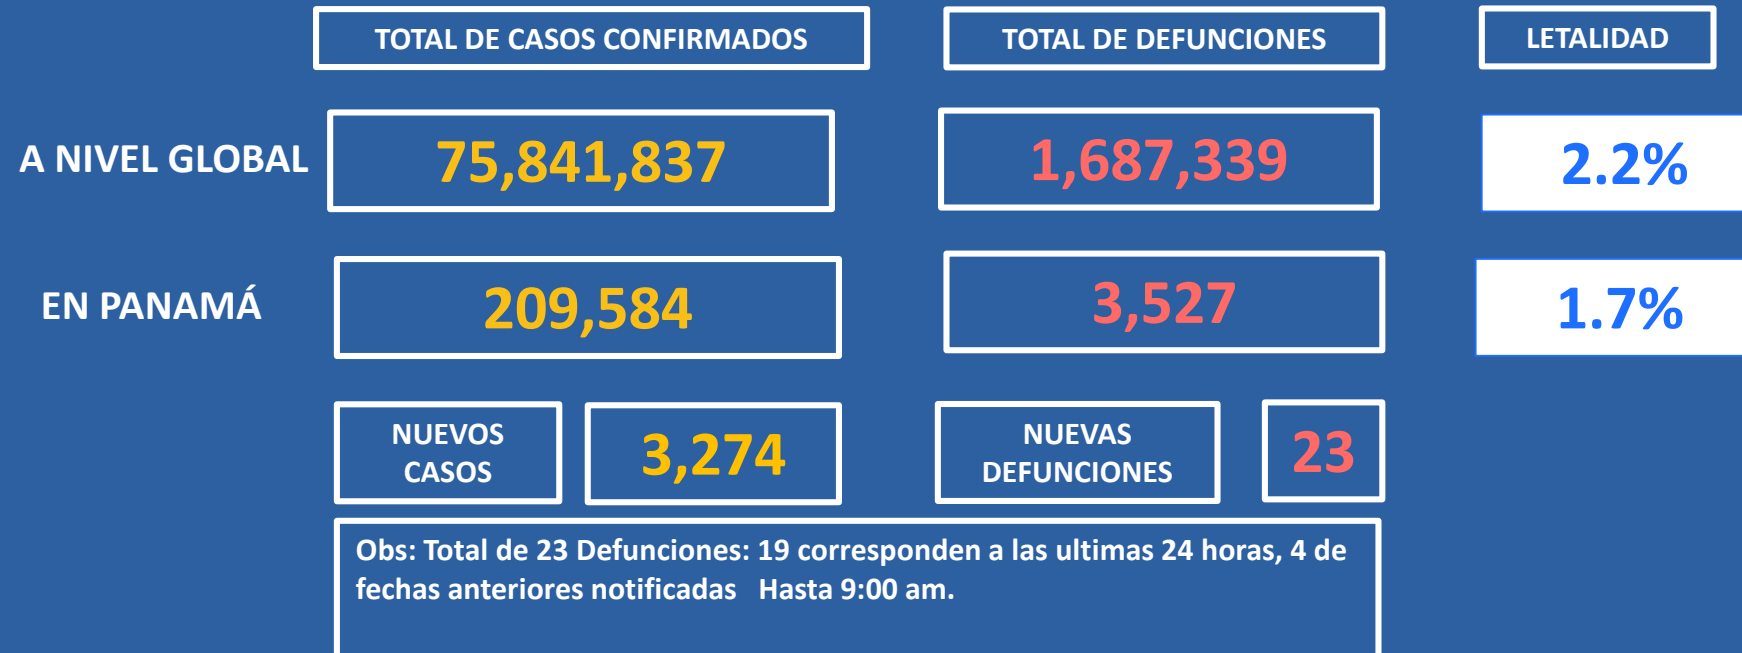 TOTAL DE CASOS CONFIRMADOS
TOTAL DE DEFUNCIONES
LETALIDAD
A NIVEL GLOBAL
75,841,837
1,687,339
2.2%
EN PANAMÁ
209,584
3,527
1.7%
NUEVOS
CASOS
3,274
NUEVAS
DEFUNCIONES
23
Obs: Total de 23 Defunciones: 19 corresponden a las ultimas 24 horas, 4 de
fechas anteriores notificadas   Hasta 9:00 am.